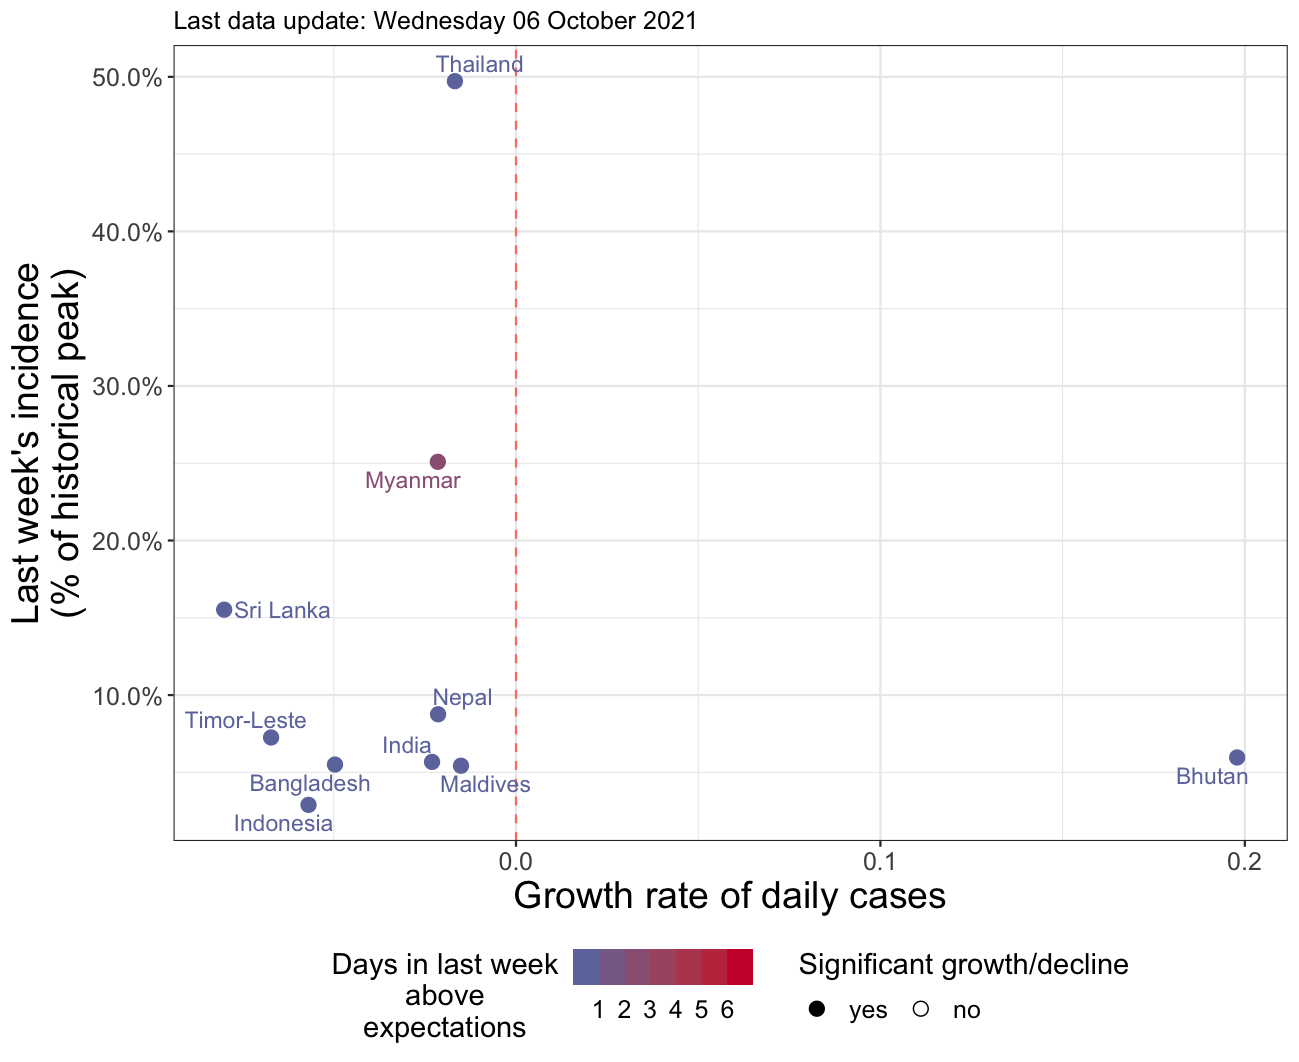 Last data update: Wednesday 06 October 2021
Last week's incidence
(% of historical peak)
50.0%
40.0%
30.0%
20.0%
10.0%
Thailand
Myanmar
Sri Lanka
Nepal
Timor-Leste
India
Bangladesh
Maldives
Bhutan
Indonesia
0.0 0.1 0.2
Growth rate of daily cases
Days in last week
above
expectations
1 2 3 4 5 6
Significant growth/decline
yes no